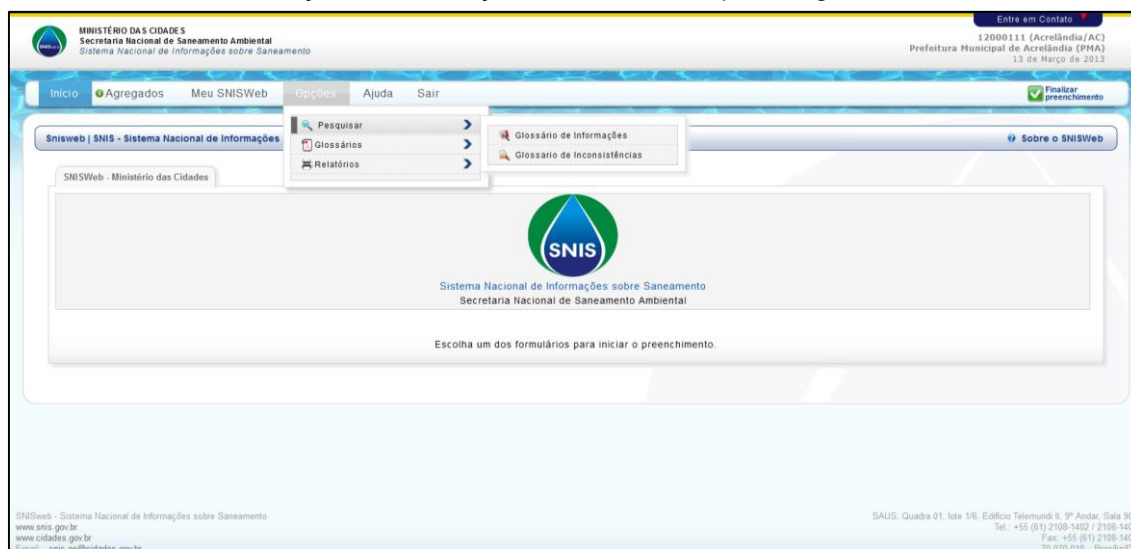 Entre em Contato
MINISTÉRIO DAS CIDADES
Secretaria Nacional de Saneamento Ambiental
Sistema Nacional de Informações sobre Saneamento
12000111 (Acrelândia/AC)
Prefeitura Municipal de Acrelândia (PMA)
13 de Março de 2013
Início Agregados Meu SNISWeb Opções Ajuda Sair
Finalizar
preenchimento
Pesquisar
Glossários
Relatórios
Glossário de Informações
Glossario de Inconsistências
Snisweb | SNIS - Sistema Nacional de Informações
Sobre o SNISWeb
SNISWeb - Ministério das Cidades
SNIS
Sistema Nacional de Informações sobre Saneamento
Secretaria Nacional de Saneamento Ambiental
Escolha um dos formulários para iniciar o preenchimento.
SNISweb - Sistema Nacional de Informações sobre Saneamento
www.snis.gov.br
www.cidades.gov.br
SAUS, Quadra 01, lote 1/6, Edifício Telemundi II, 9º Andar, Sala 90
Tel.: +55 (61) 2108-1402 / 2108-140
Fax: +55 (61) 2108-140